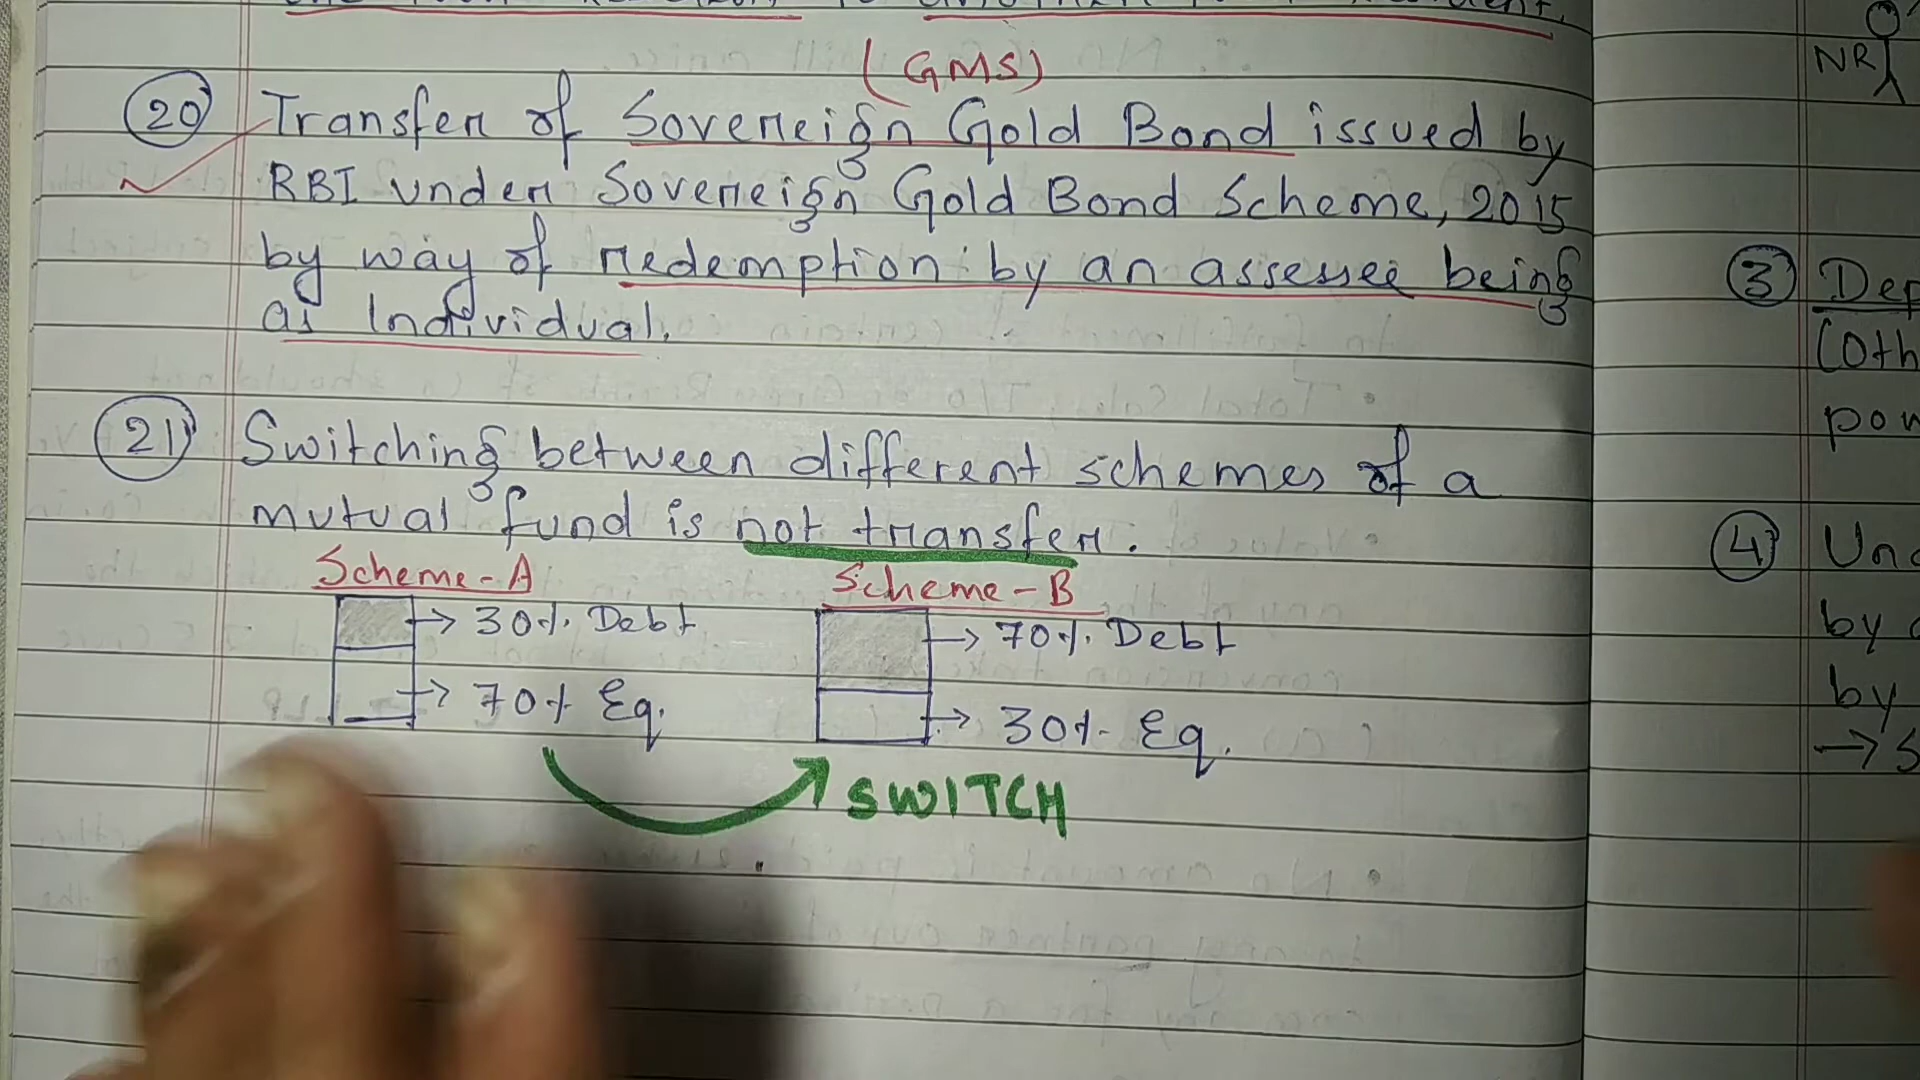 (GMS)
20 Transfer of Sovereign Gold Bond issued by
RBI under Sovereign Gold Bond Scheme, 2015
by way of redemption by an assessee being
as Individual.
21 Switching between different schemes of a
mutual fund is not transfer.
Scheme-A
30% Debt
70% Eq.
Scheme-B
70% Debt
30% Eq.
SWITCH
NR
3 Dep
(Oth
pow
4 Und
by
by